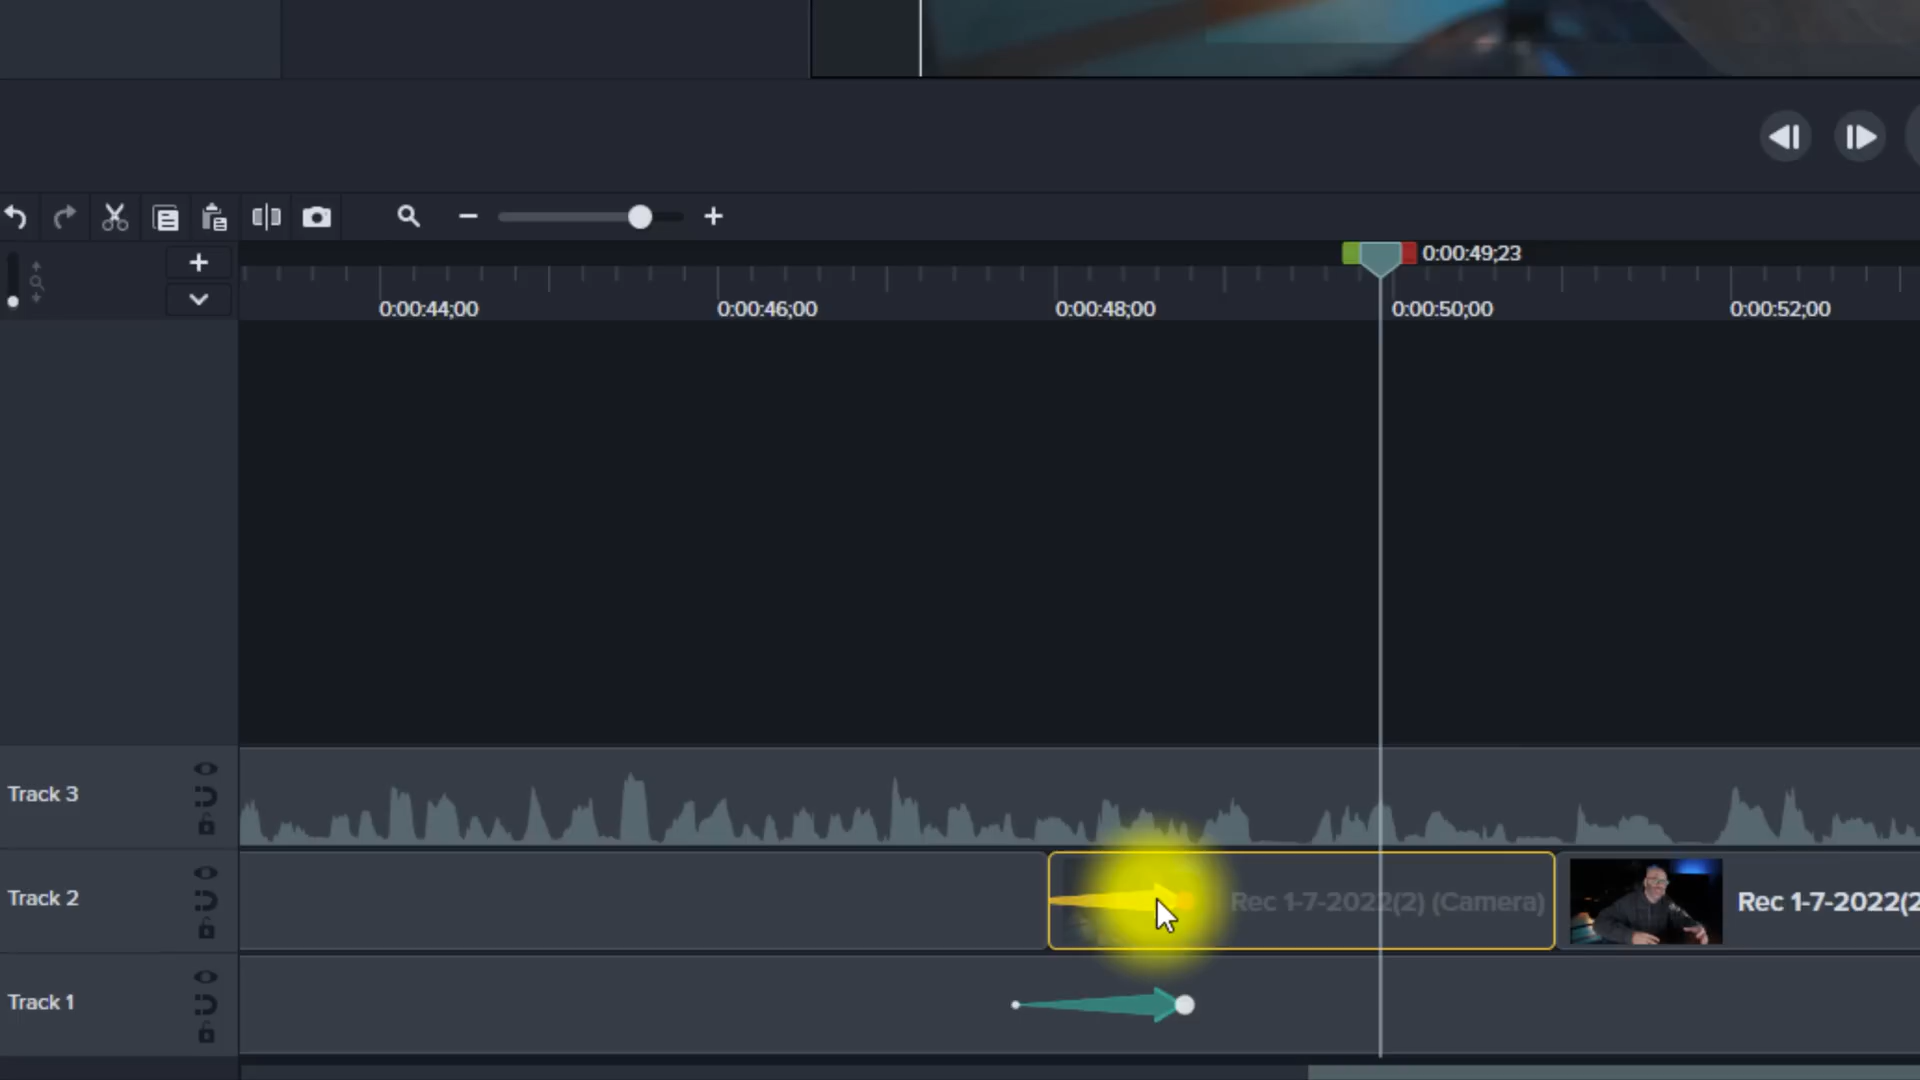 0:00:49;23
0:00:44;00
0:00:46;00
0:00:48;00
0:00:50;00
0:00:52;00
Track 3
Track 2
Rec 1-7-2022(2) (Camera)
Rec 1-7-2022(2
Track 1